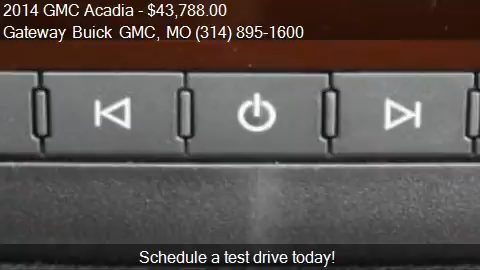 2014 GMC Acadia - $43,788.00
Gateway Buick GMC, MO (314) 895-1600
Schedule a test drive today!